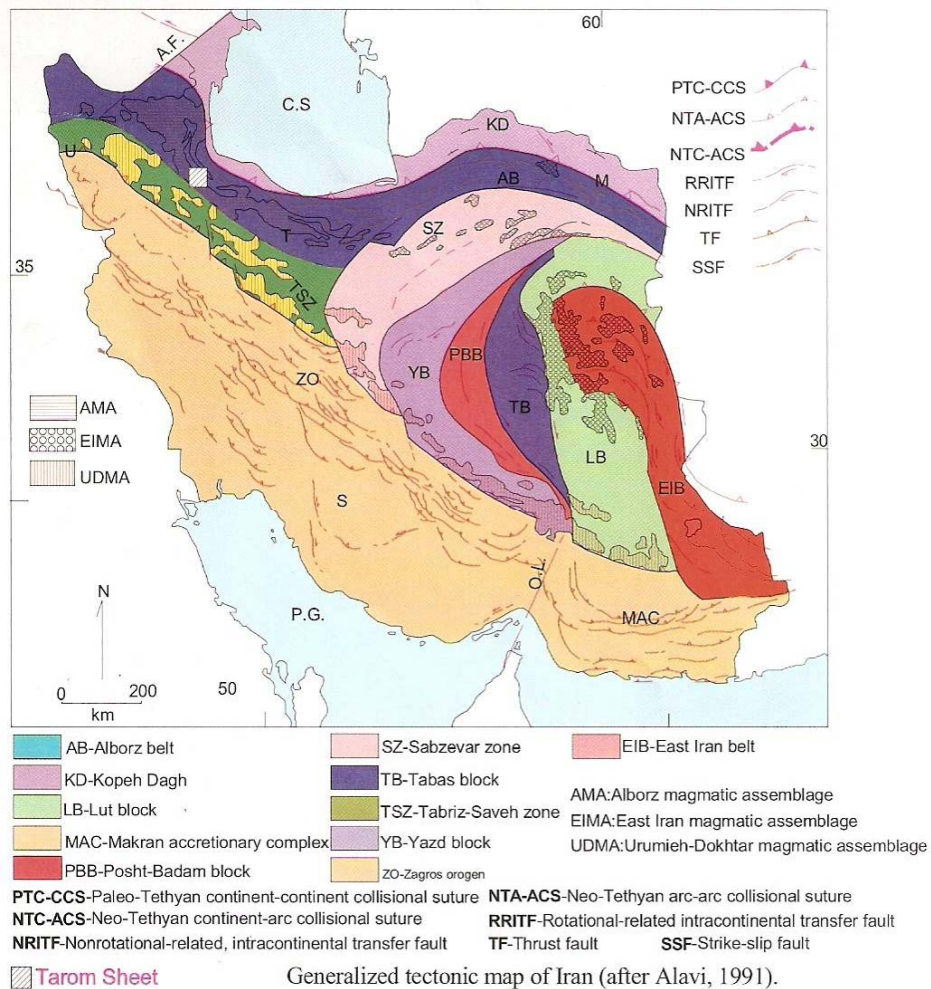 60
A.F.
C.S
PTC-CCS
NTA-ACS
NTC-ACS
RRITF
NRITF
TF
SSF
KD
AB
M
U
SZ
T
35
TSZ
YB
PBB
TB
ZO
AMA
EIMA
UDMA
30
LB
EIB
S
O.L.
N
P.G.
MAC
0 200
km
50
AB-Alborz belt
SZ-Sabzevar zone
EIB-East Iran belt
KD-Kopeh Dagh
TB-Tabas block
AMA:Alborz magmatic assemblage
LB-Lut block
TSZ-Tabriz-Saveh zone
EIMA:East Iran magmatic assemblage
MAC-Makran accretionary complex
YB-Yazd block
UDMA:Urumieh-Dokhtar magmatic assemblage
PBB-Posht-Badam block
ZO-Zagros orogen
PTC-CCS-Paleo-Tethyan continent-continent collisional suture
NTA-ACS-Neo-Tethyan arc-arc collisional suture
NTC-ACS-Neo-Tethyan continent-arc collisional suture
RRITF-Rotational-related intracontinental transfer fault
NRITF-Nonrotational-related, intracontinental transfer fault
TF-Thrust fault SSF-Strike-slip fault
Tarom Sheet
Generalized tectonic map of Iran (after Alavi, 1991).